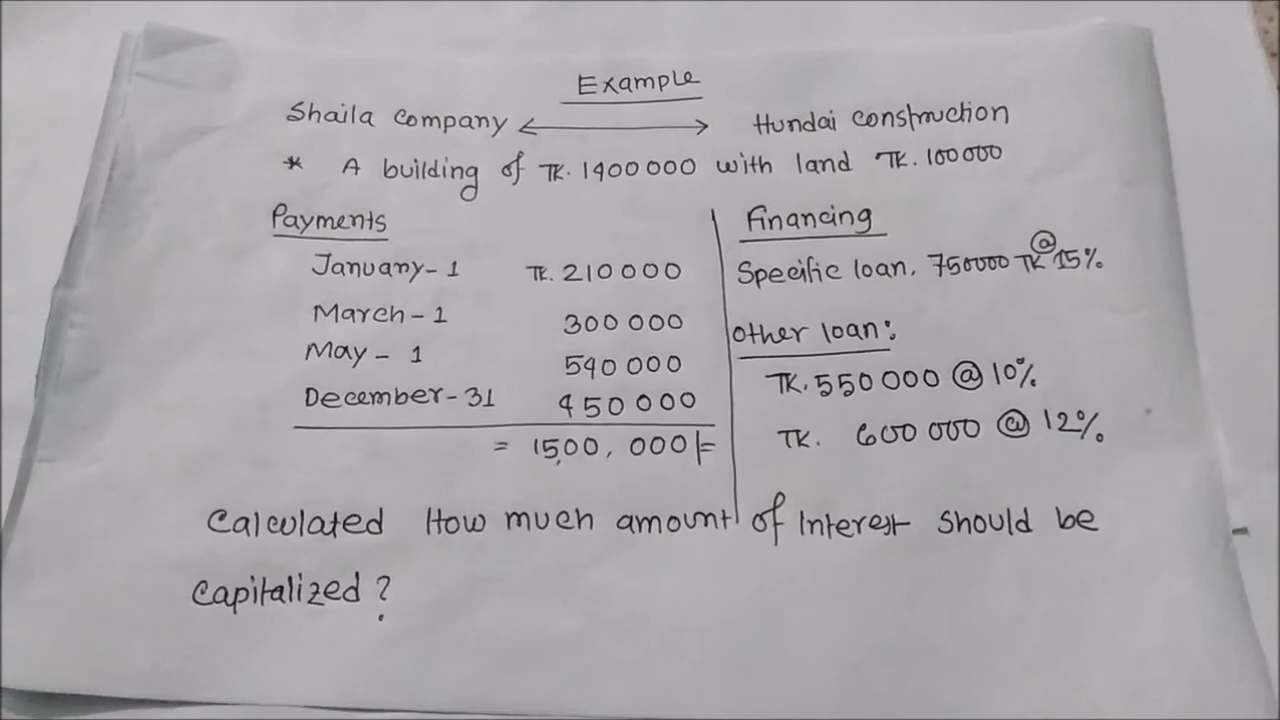 Example
Shaila Company ↔ Hundai construction
* A building of TK. 1400000 with land TK. 100000
Payments
January - 1 TK. 210000
March - 1 300000
May - 1 540000
December - 31 450000
= 15,00,000/=
Financing
Specific loan, 750000 TK @ 15%
Other loan:
TK. 550000 @ 10%
TK. 600000 @ 12%
Calculated How much amount of Interest should be
capitalized?